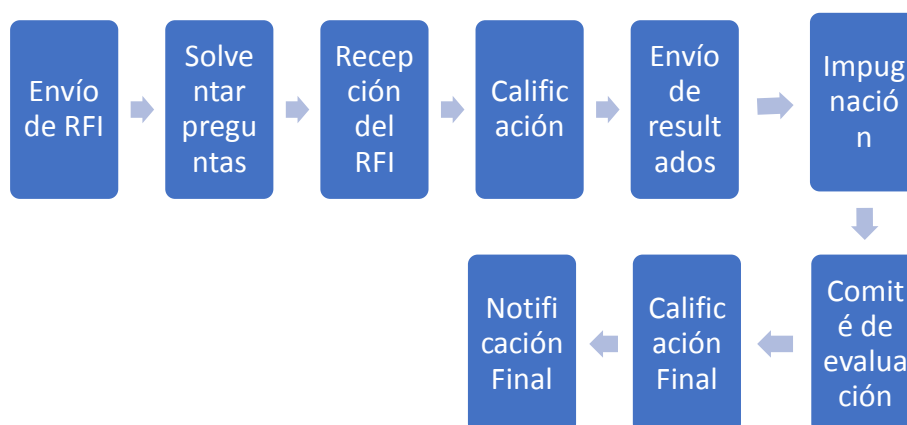 Envío
de RFI
Solve
ntar
pregu
ntas
Recep
ción
del
RFI
Calific
ación
Envío
de
result
ados
Impug
nació
n
Comit
é de
evalua
ción
Calific
ación
Final
Notifi
cación
Final